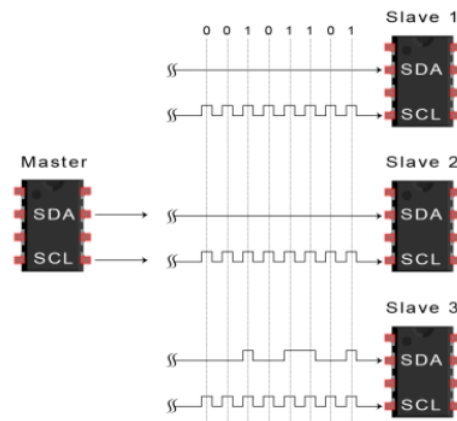 Slave 1
0 0 1 0 1 1 0 1
SDA
SCL
Master
Slave 2
SDA
SDA
SCL
SCL
Slave 3
SDA
SCL